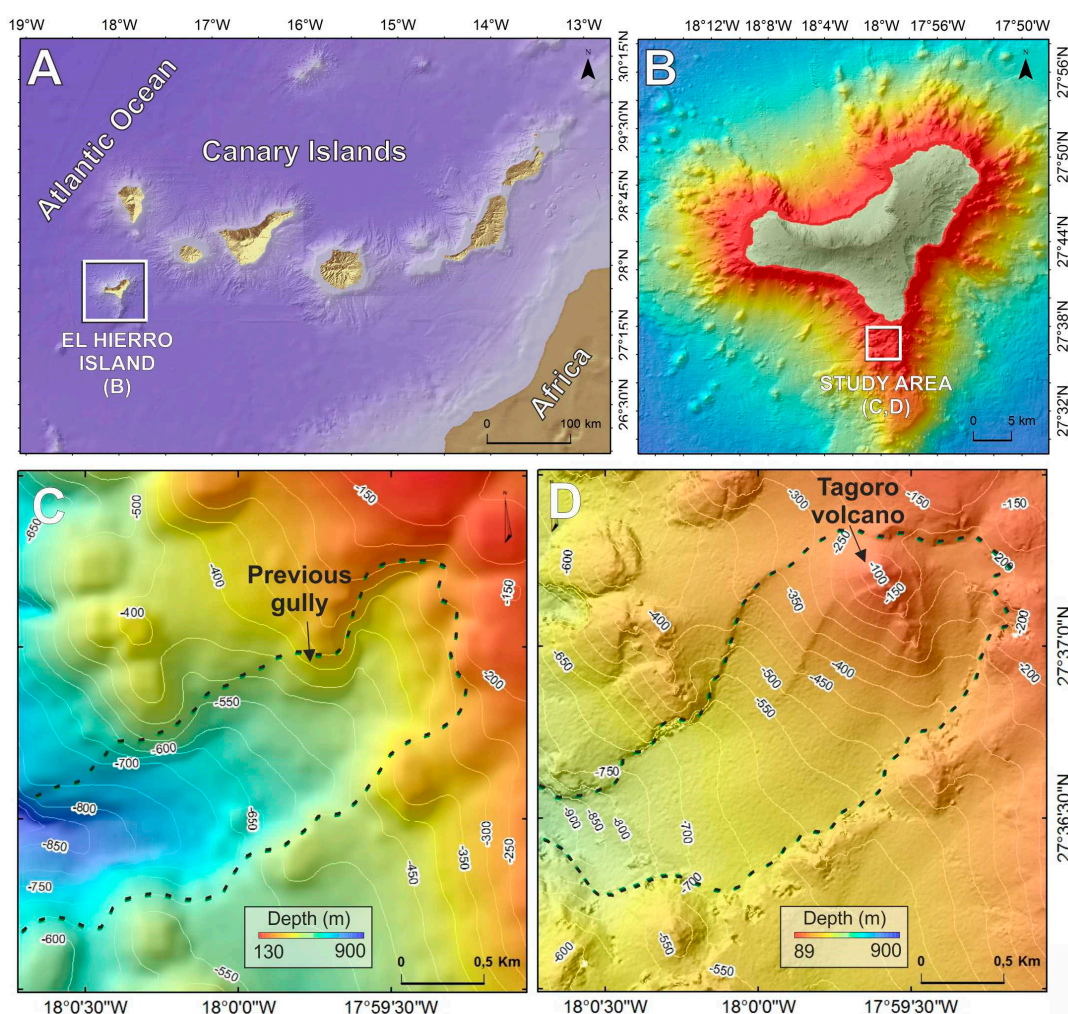 19°W 18°W 17°W 16°W 15°W 14°W 13°W
A
N
Atlantic Ocean
Canary Islands
EL HIERRO
ISLAND
(B)
Africa
0 100 km
30°15'N
29°30'N
28°45'N
28°N
27°15'N
26°30'N
18°12'W 18°8'W 18°4'W 18°W 17°56'W 17°50'W
B
N
STUDY AREA
(C,D)
0 5 km
27°56'N
27°50'N
27°44'N
27°38'N
27°32'N
C
N
-650
-500
-150
-400
Previous
gully
-400
-150
-200
-550
-600
-700
-800
-650
-850
-300
-350
-250
-450
-750
-600
-550
Depth (m)
130 900
0 0,5 Km
18°0'30"W 18°0'0"W 17°59'30"W
D
-300
Tagoro
volcano
-150
-150
-600
-250
-200
-100
-150
-350
-400
-200
-650
-400
-200
-500
-450
-550
-750
-900
-850
-800
-700
-700
-550
-600
-550
Depth (m)
89 900
0 0,5 Km
27°37'0"N
27°36'30"N
18°0'30"W 18°0'0"W 17°59'30"W